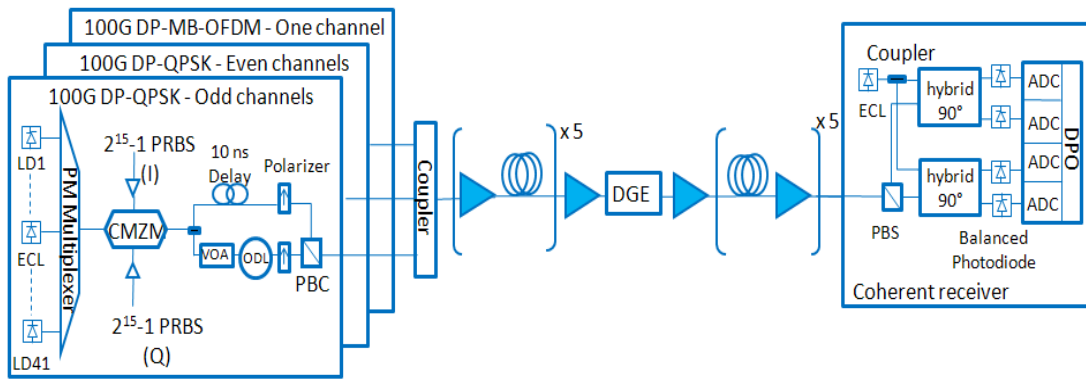 100G DP-MB-OFDM - One channel
100G DP-QPSK - Even channels
100G DP-QPSK - Odd channels
LD1
ECL
LD41
PM Multiplexer
2¹⁵-1 PRBS
(I)
CMZM
2¹⁵-1 PRBS
(Q)
10 ns
Delay
Polarizer
VOA
ODL
PBC
Coupler
x 5
DGE
x 5
Coupler
ECL
hybrid
90°
hybrid
90°
PBS
ADC
ADC
ADC
ADC
DPO
Balanced
Photodiode
Coherent receiver